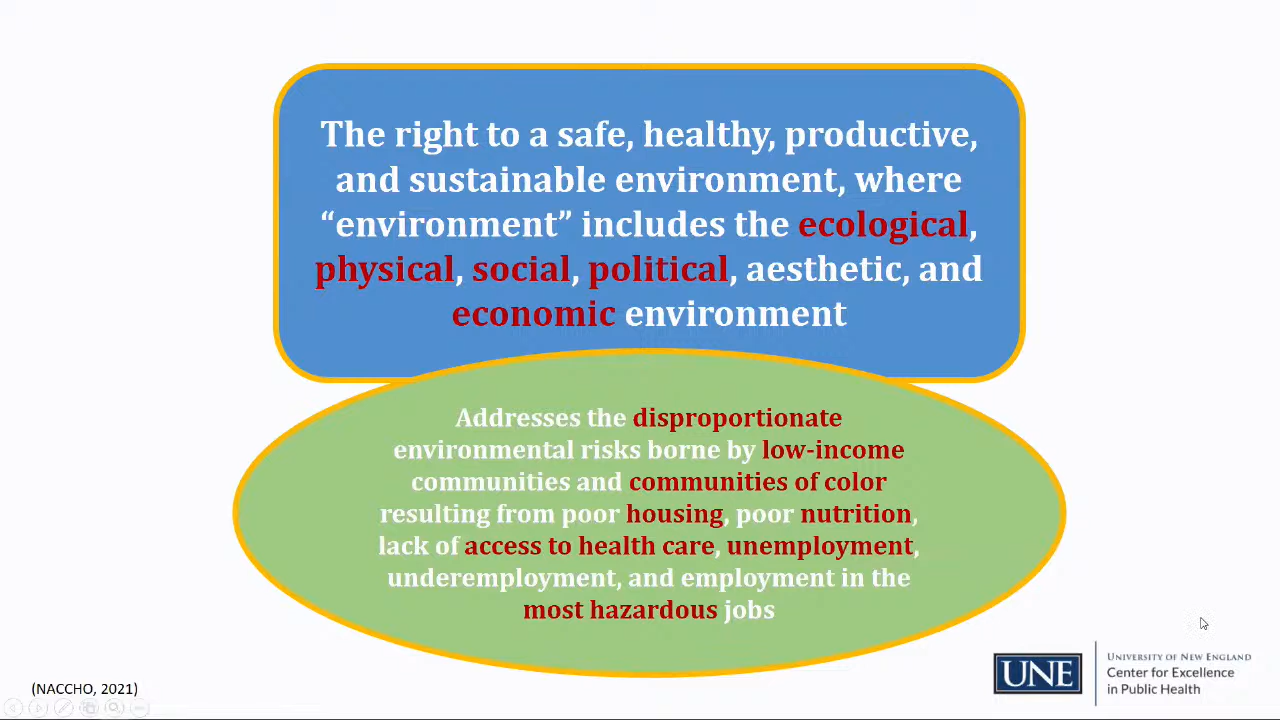 The right to a safe, healthy, productive,
and sustainable environment, where
“environment” includes the ecological,
physical, social, political, aesthetic, and
economic environment
Addresses the disproportionate
environmental risks borne by low-income
communities and communities of color
resulting from poor housing, poor nutrition,
lack of access to health care, unemployment,
underemployment, and employment in the
most hazardous jobs
(NACCHO, 2021)
UNE
University of New England
Center for Excellence
in Public Health